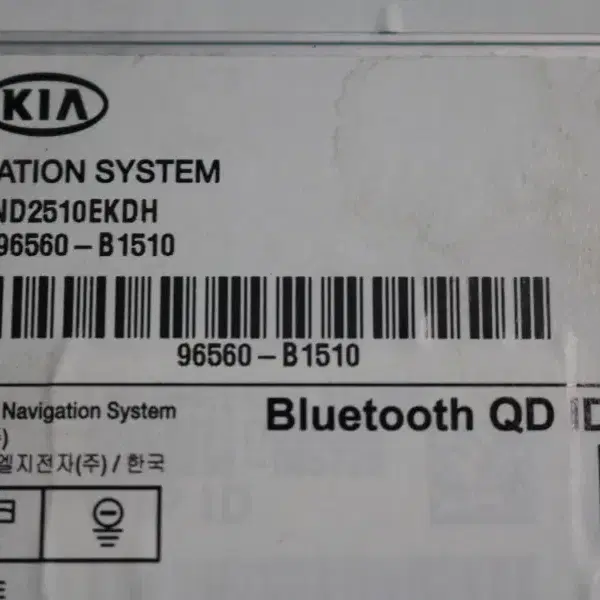 KIA
ATION SYSTEM
ND2510EKDH
96560-B1510
96560-B1510
Navigation System
Bluetooth QD ID
)
엘지전자(주) / 한국
E